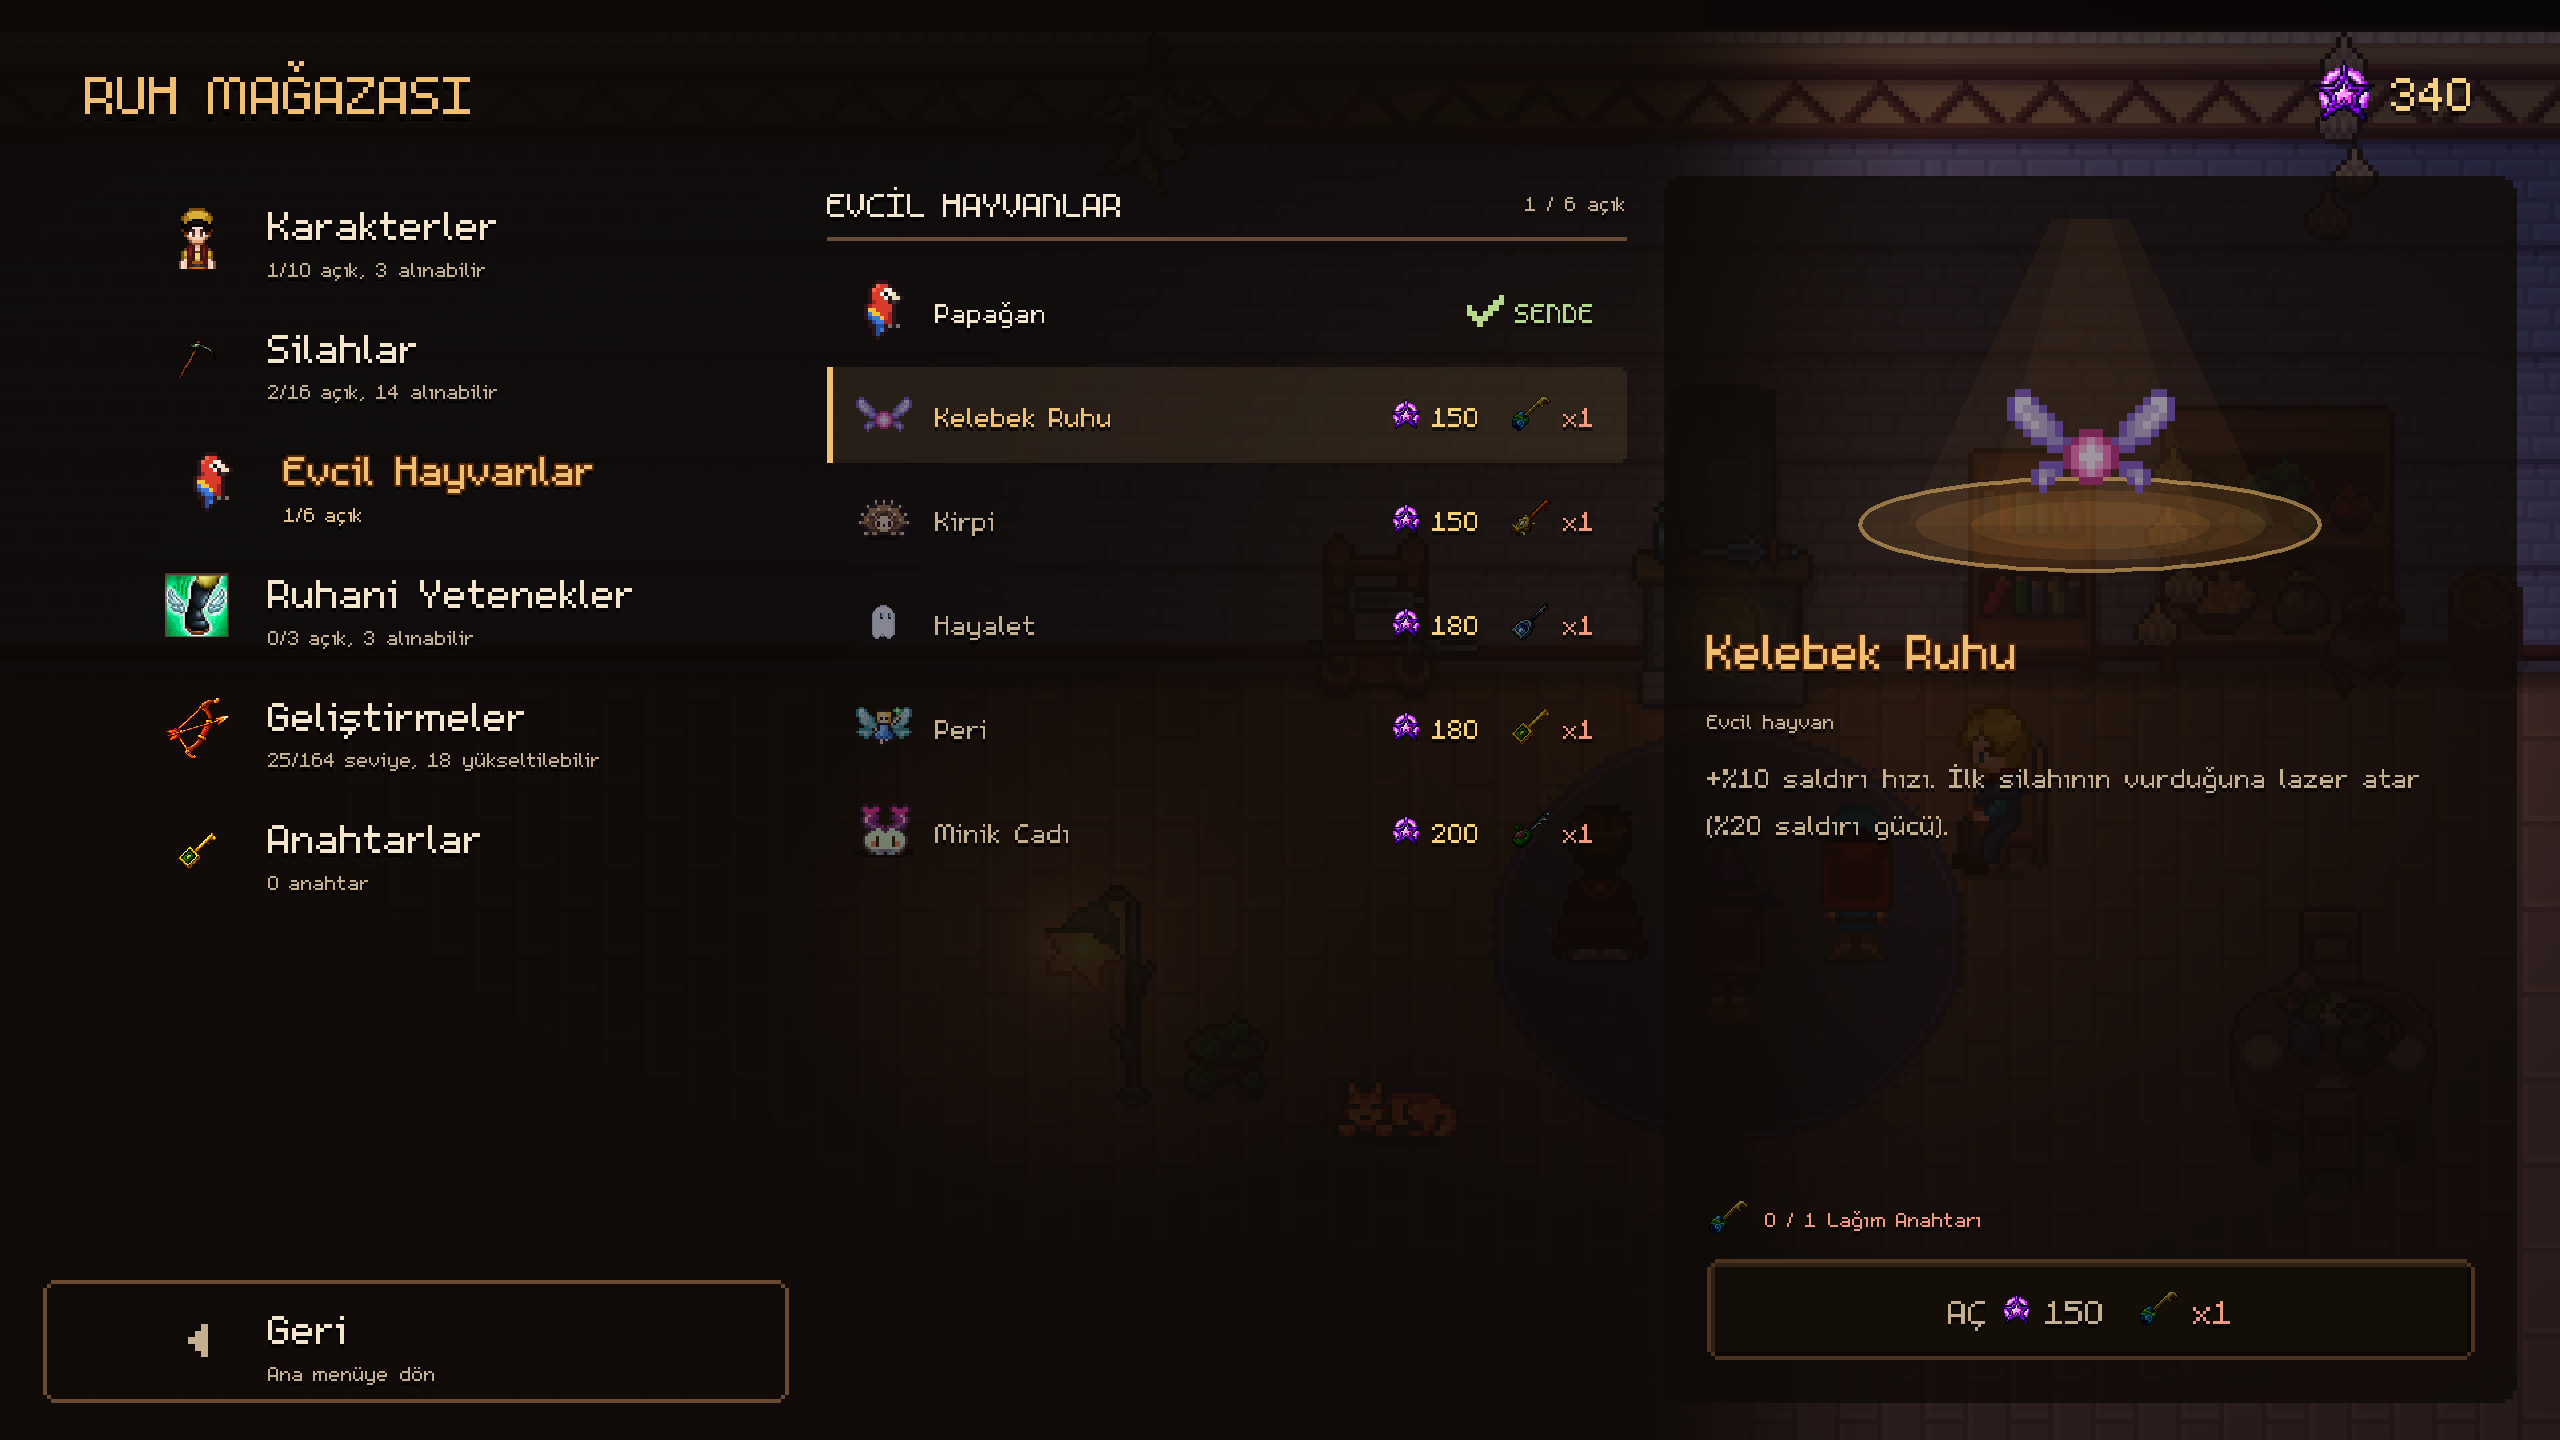 RUH MAĞAZASI
340
Karakterler
1/10 açık, 3 alınabilir
Silahlar
2/16 açık, 14 alınabilir
Evcil Hayvanlar
1/6 açık
Ruhani Yetenekler
0/3 açık, 3 alınabilir
Geliştirmeler
25/164 seviye, 18 yükseltilebilir
Anahtarlar
0 anahtar
Geri
Ana menüye dön
EVCİL HAYVANLAR 1 / 6 açık
Papağan SENDE
Kelebek Ruhu 150 x1
Kirpi 150 x1
Hayalet 180 x1
Peri 180 x1
Minik Cadı 200 x1
Kelebek Ruhu
Evcil hayvan
+%10 saldırı hızı. İlk silahının vurduğuna lazer atar
(%20 saldırı gücü).
0 / 1 Lağım Anahtarı
AÇ 150 x1